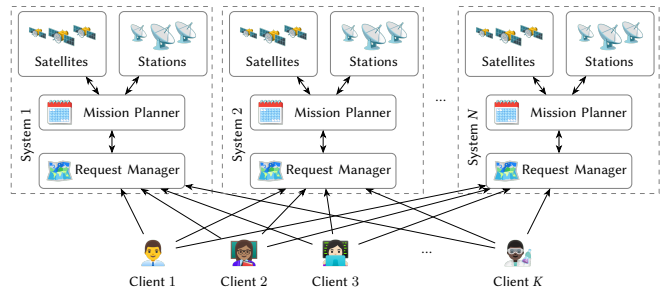 Satellites Stations Satellites Stations Satellites Stations
System 1 Mission Planner System 2 Mission Planner ... System N Mission Planner
Request Manager Request Manager Request Manager
...
Client 1 Client 2 Client 3 Client K